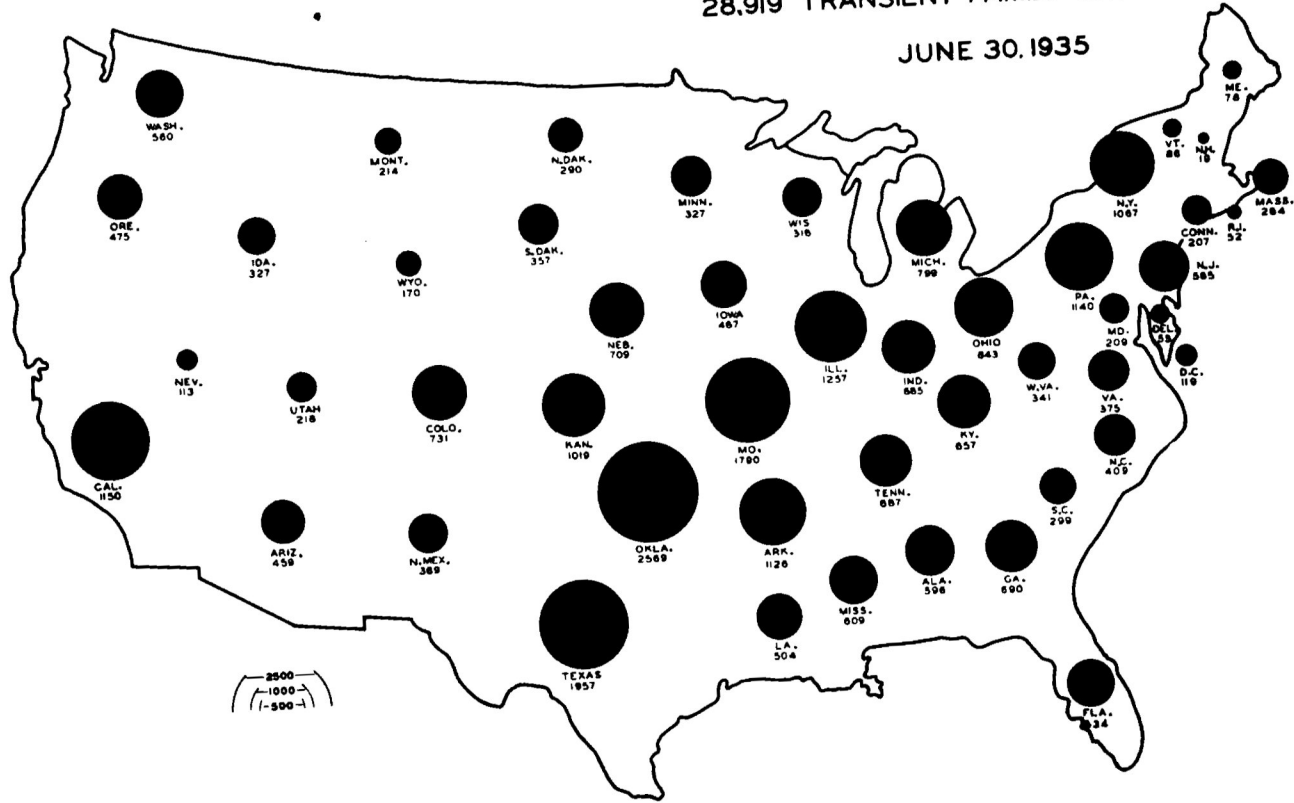 28,919 TRANSIENT
JUNE 30, 1935
ME.
78
WASH.
560
VT.
86
N.H.
19
MONT.
214
N.DAK.
290
MINN.
327
WIS
316
N.Y.
1067
MASS.
284
ORE.
475
CONN.
207
R.I.
52
IDA.
327
S.DAK.
357
MICH.
799
WYO.
170
N.J.
585
PA.
1140
IOWA
467
MD.
209
DEL.
NEB.
709
OHIO
843
D.C.
119
ILL.
1257
IND.
685
W.VA.
341
VA.
375
NEV.
113
UTAH
218
COLO.
731
KAN.
1019
MO.
1790
KY.
657
N.C.
409
CAL.
1150
TENN.
687
S.C.
299
ARIZ.
459
N.MEX.
369
OKLA.
2569
ARK.
1126
ALA.
596
GA.
690
MISS.
609
LA.
504
TEXAS
1957
2500
1000
500
FLA.